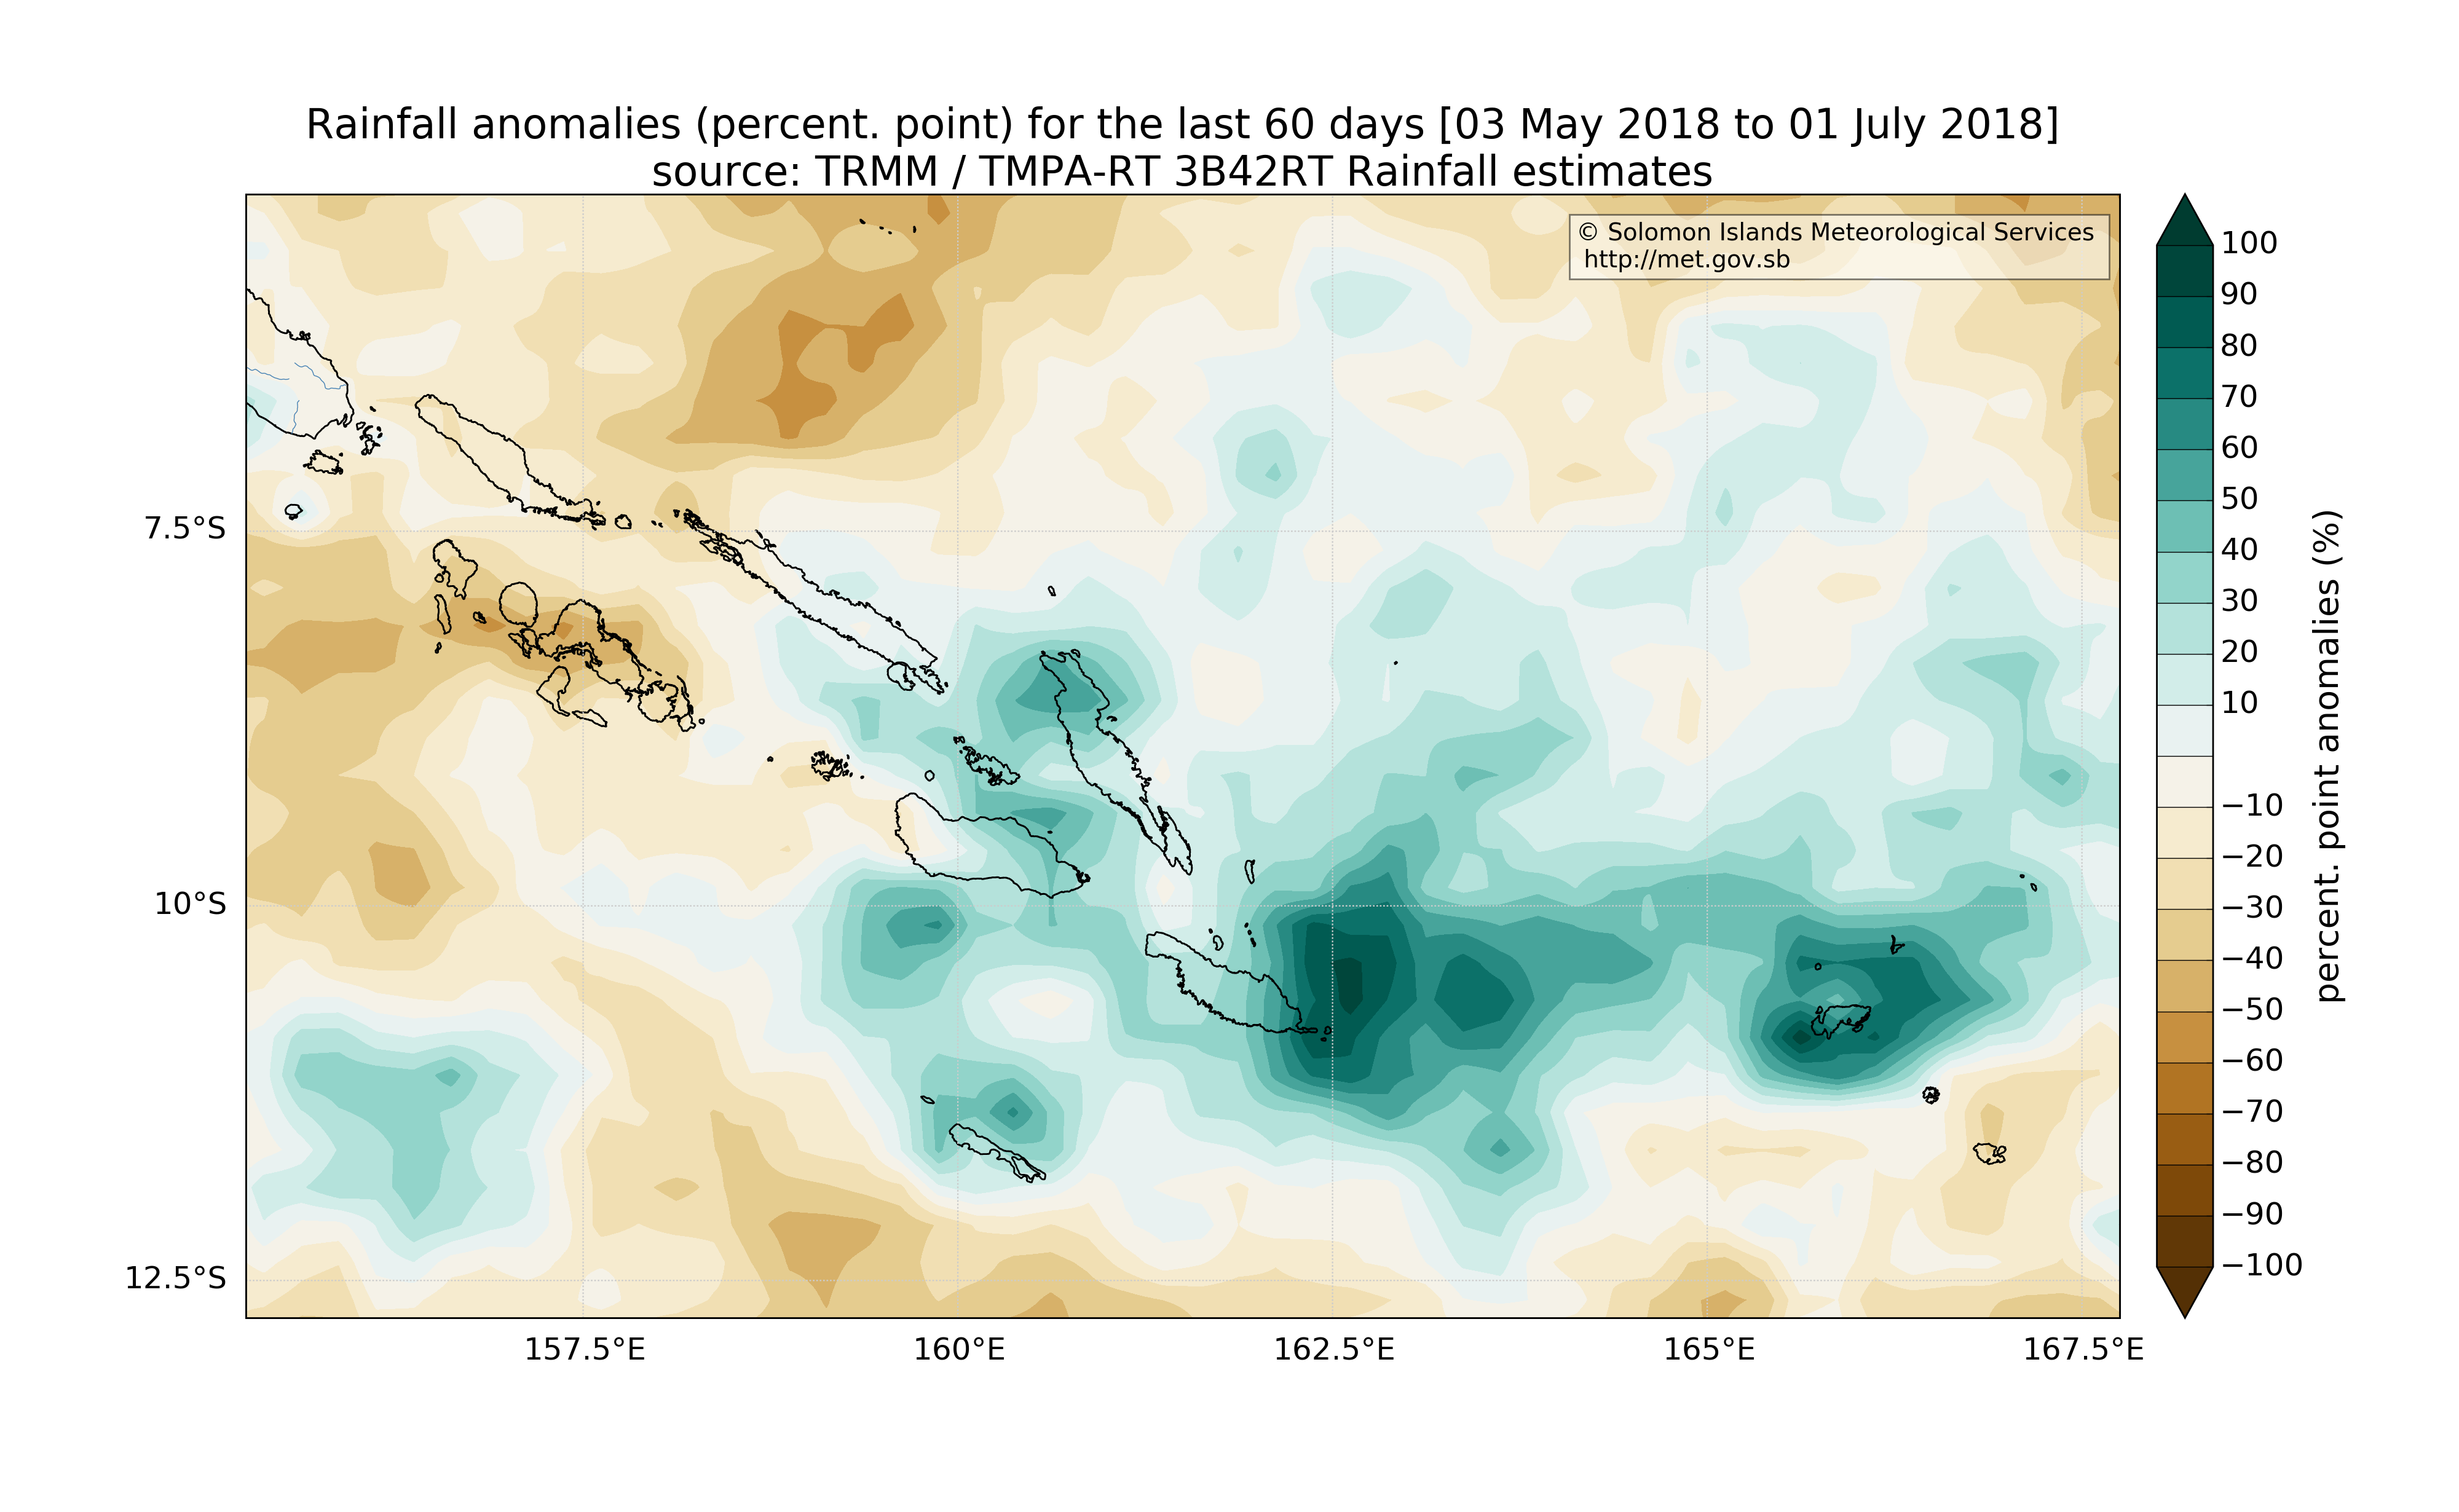 Rainfall anomalies (percent. point) for the last 60 days [03 May 2018 to 01 July 2018]
source: TRMM / TMPA-RT 3B42RT Rainfall estimates
© Solomon Islands Meteorological Services
http://met.gov.sb
7.5°S
10°S
12.5°S
157.5°E
160°E
162.5°E
165°E
167.5°E
100
90
80
70
60
50
40
30
20
10
−10
−20
−30
−40
−50
−60
−70
−80
−90
−100
percent. point anomalies (%)